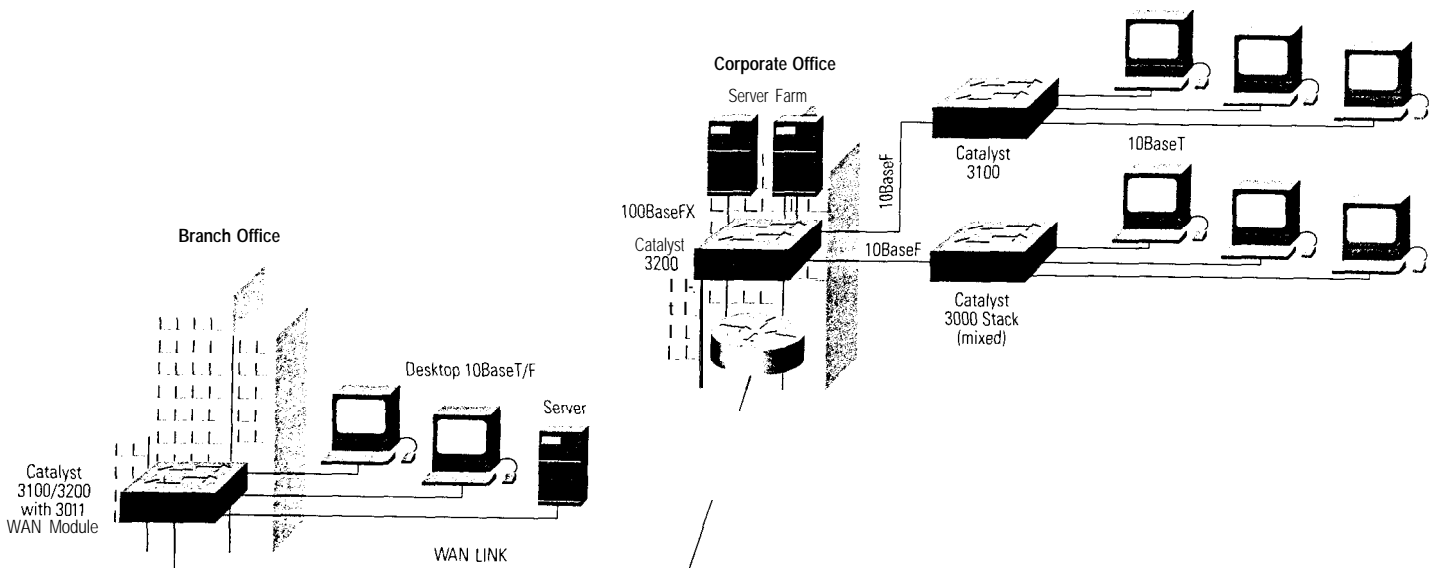 Corporate Office
Server Farm
100BaseFX
Catalyst
3200
10BaseF
10BaseF
Catalyst
3100
10BaseT
Catalyst
3000 Stack
(mixed)
Branch Office
Desktop 10BaseT/F
Server
Catalyst
3100/3200
with 3011
WAN Module
WAN LINK